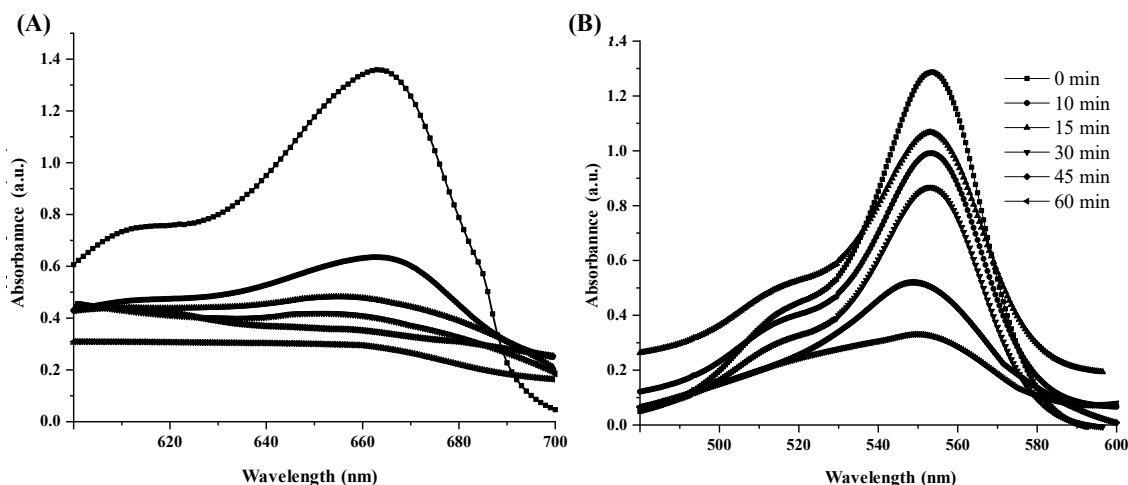 (A)
1.4
1.2
1.0
0.8
0.6
0.4
0.2
0.0
Absorbannce (a.u.)
620
640
660
680
700
Wavelength (nm)
(B)
1.4
1.2
1.0
0.8
0.6
0.4
0.2
0.0
Absorbannce (a.u.)
500
520
540
560
580
600
Wavelength (nm)
0 min
10 min
15 min
30 min
45 min
60 min